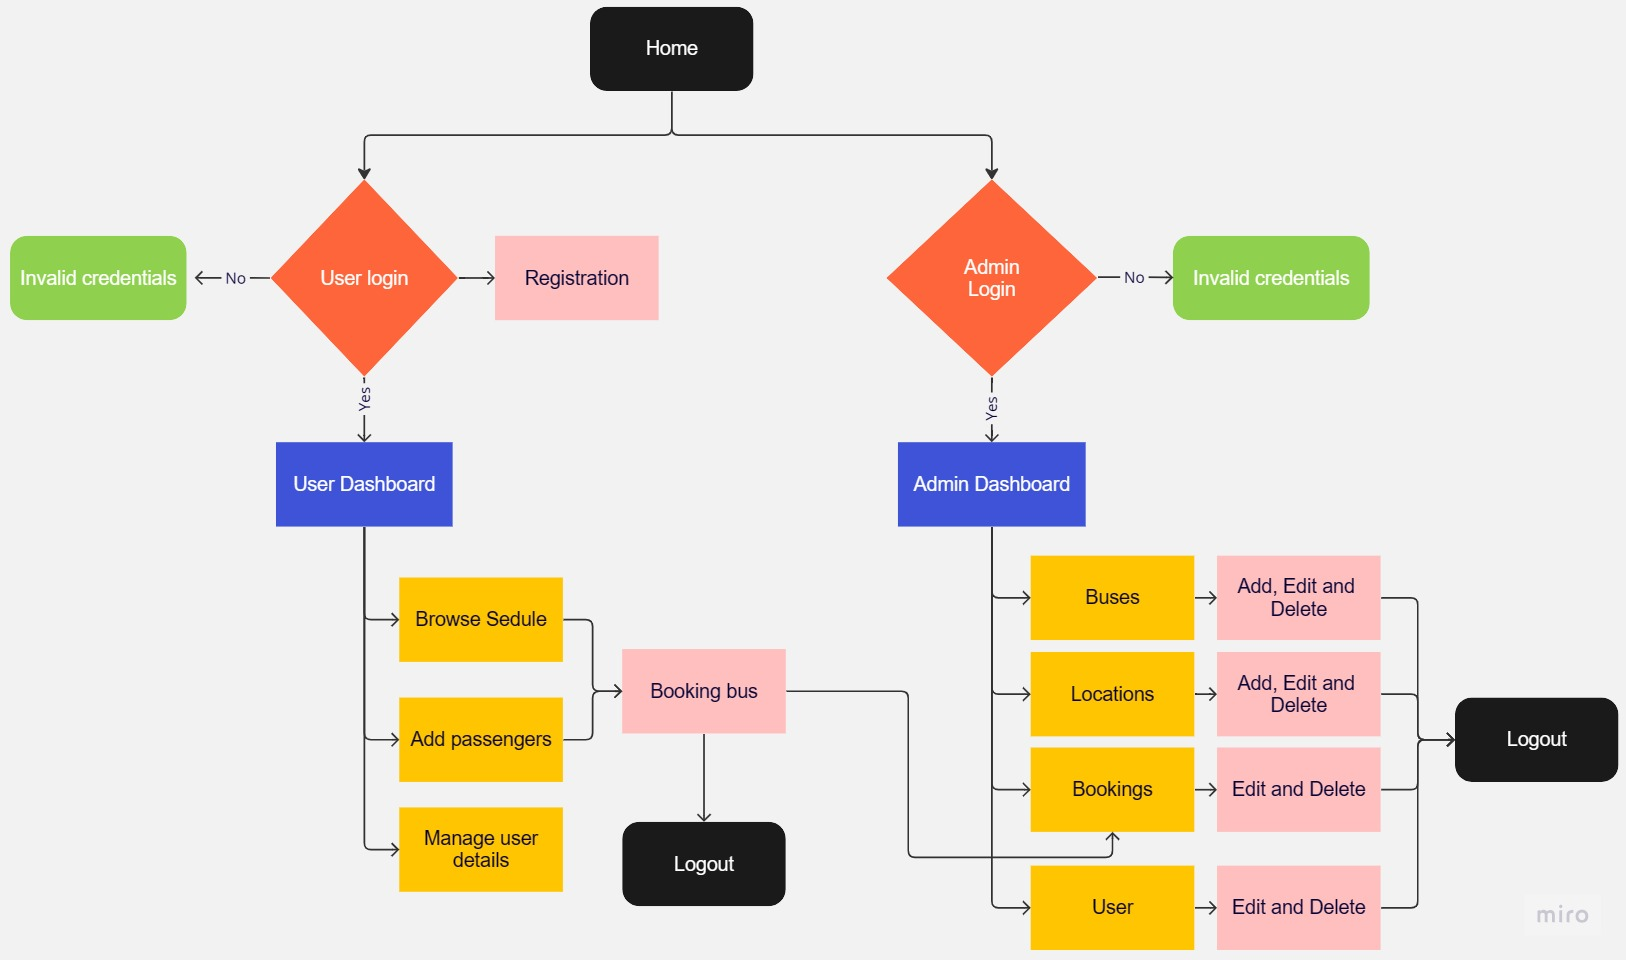 Home
Invalid credentials
No
User login
Registration
Admin
Login
No
Invalid credentials
Yes
Yes
User Dashboard
Admin Dashboard
Browse Sedule
Add passengers
Manage user
details
Booking bus
Logout
Buses
Add, Edit and
Delete
Locations
Add, Edit and
Delete
Bookings
Edit and Delete
User
Edit and Delete
Logout
miro